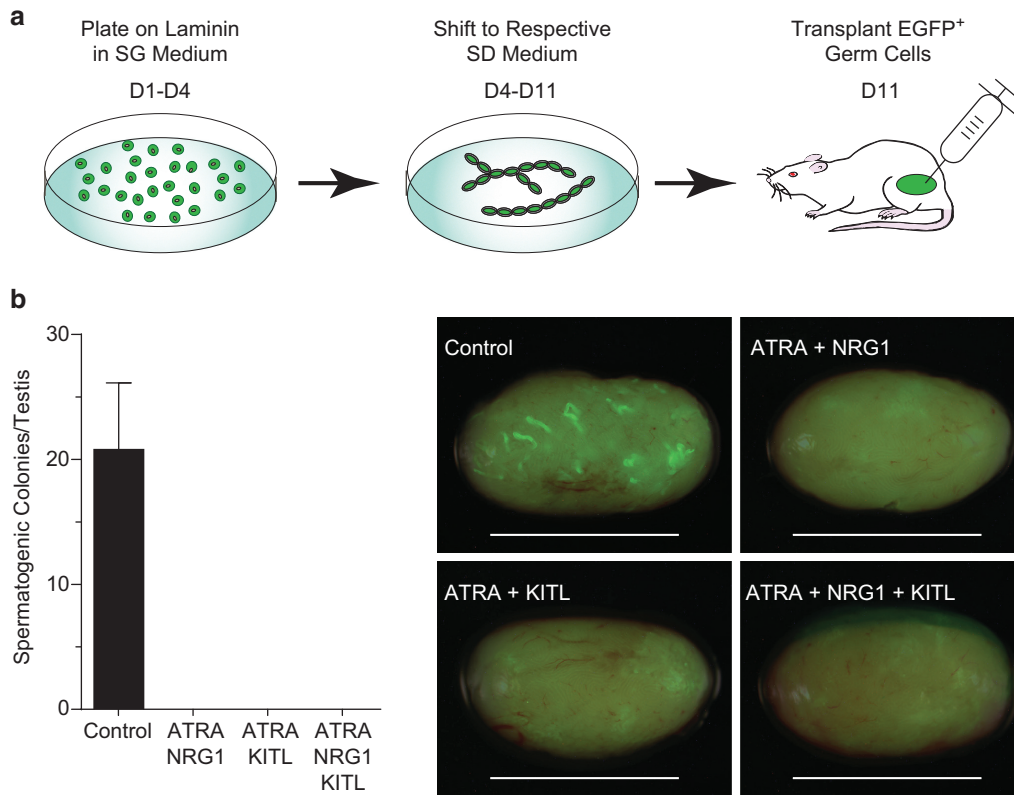 a
Plate on Laminin
in SG Medium
D1-D4
Shift to Respective
SD Medium
D4-D11
Transplant EGFP⁺
Germ Cells
D11
b
Spermatogenic Colonies/Testis
30
20
10
0
Control
ATRA
NRG1
ATRA
KITL
ATRA
NRG1
KITL
Control
ATRA + NRG1
ATRA + KITL
ATRA + NRG1 + KITL